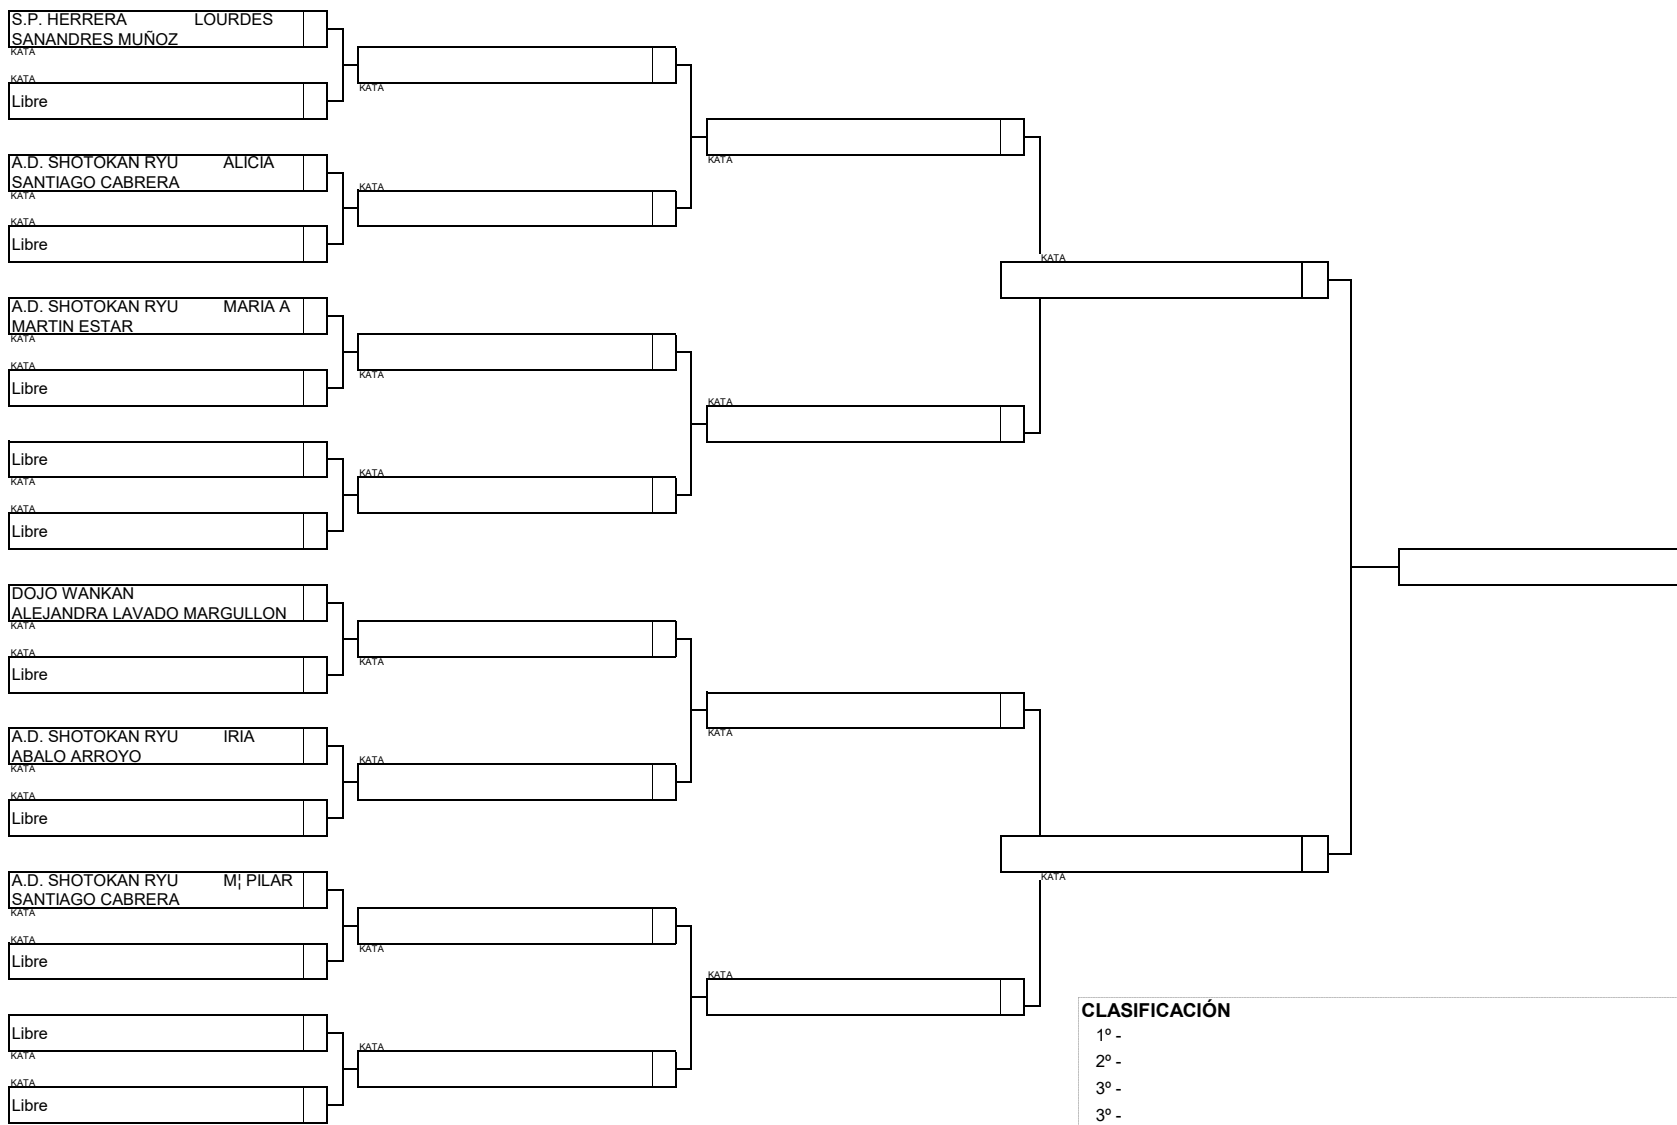 S.P. HERRERA LOURDES
SANANDRES MUÑOZ
KATA
KATA
Libre
KATA
A.D. SHOTOKAN RYU ALICIA
SANTIAGO CABRERA
KATA
KATA
Libre
KATA
KATA
A.D. SHOTOKAN RYU MARIA A
MARTIN ESTAR
KATA
KATA
Libre
KATA
KATA
KATA
Libre
KATA
KATA
Libre
KATA
DOJO WANKAN
ALEJANDRA LAVADO MARGULLON
KATA
KATA
Libre
KATA
A.D. SHOTOKAN RYU IRIA
ABALO ARROYO
KATA
KATA
Libre
KATA
KATA
A.D. SHOTOKAN RYU M¦ PILAR
SANTIAGO CABRERA
KATA
KATA
Libre
KATA
KATA
KATA
Libre
KATA
KATA
Libre
KATA
CLASIFICACIÓN
1º -
2º -
3º -
3º -